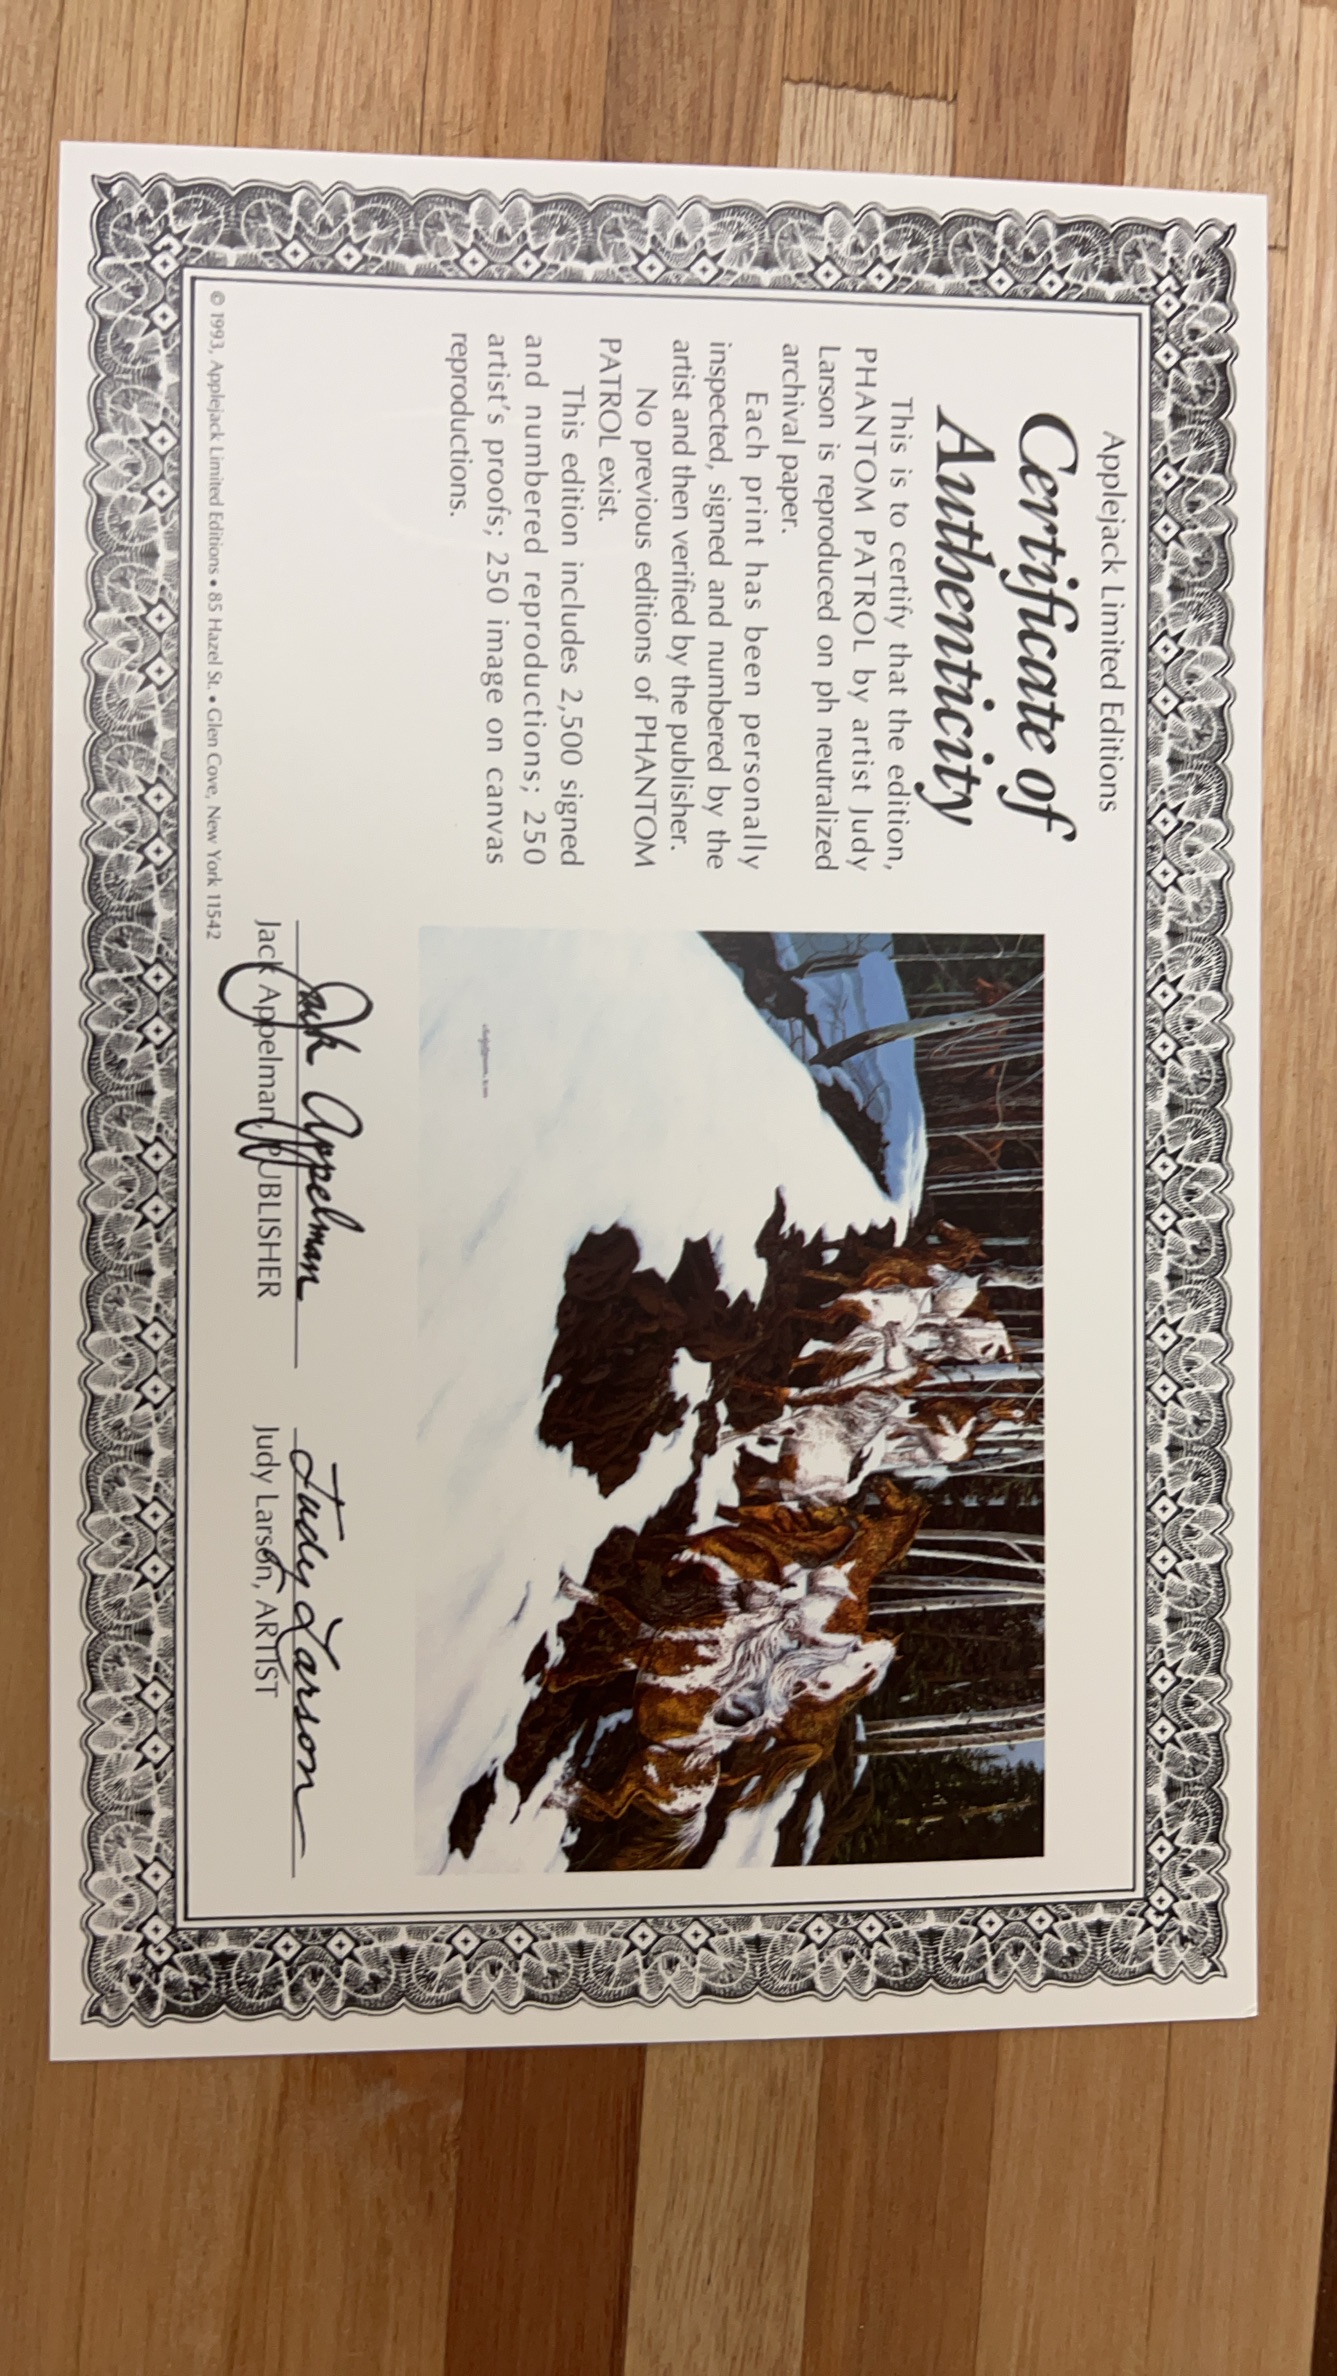 Applejack Limited Editions
Certificate of
Authenticity
This is to certify that the edition,
PHANTOM PATROL by artist Judy
Larson is reproduced on ph neutralized
archival paper.
Each print has been personally
inspected, signed and numbered by the
artist and then verified by the publisher.
No previous editions of PHANTOM
PATROL exist.
This edition includes 2,500 signed
and numbered reproductions; 250
artist's proofs; 250 image on canvas
reproductions.
Jack Appelman
Jack Appelman, PUBLISHER
Judy Larson
Judy Larson, ARTIST
© 1993, Applejack Limited Editions • 85 Hazel St. • Glen Cove, New York 11542